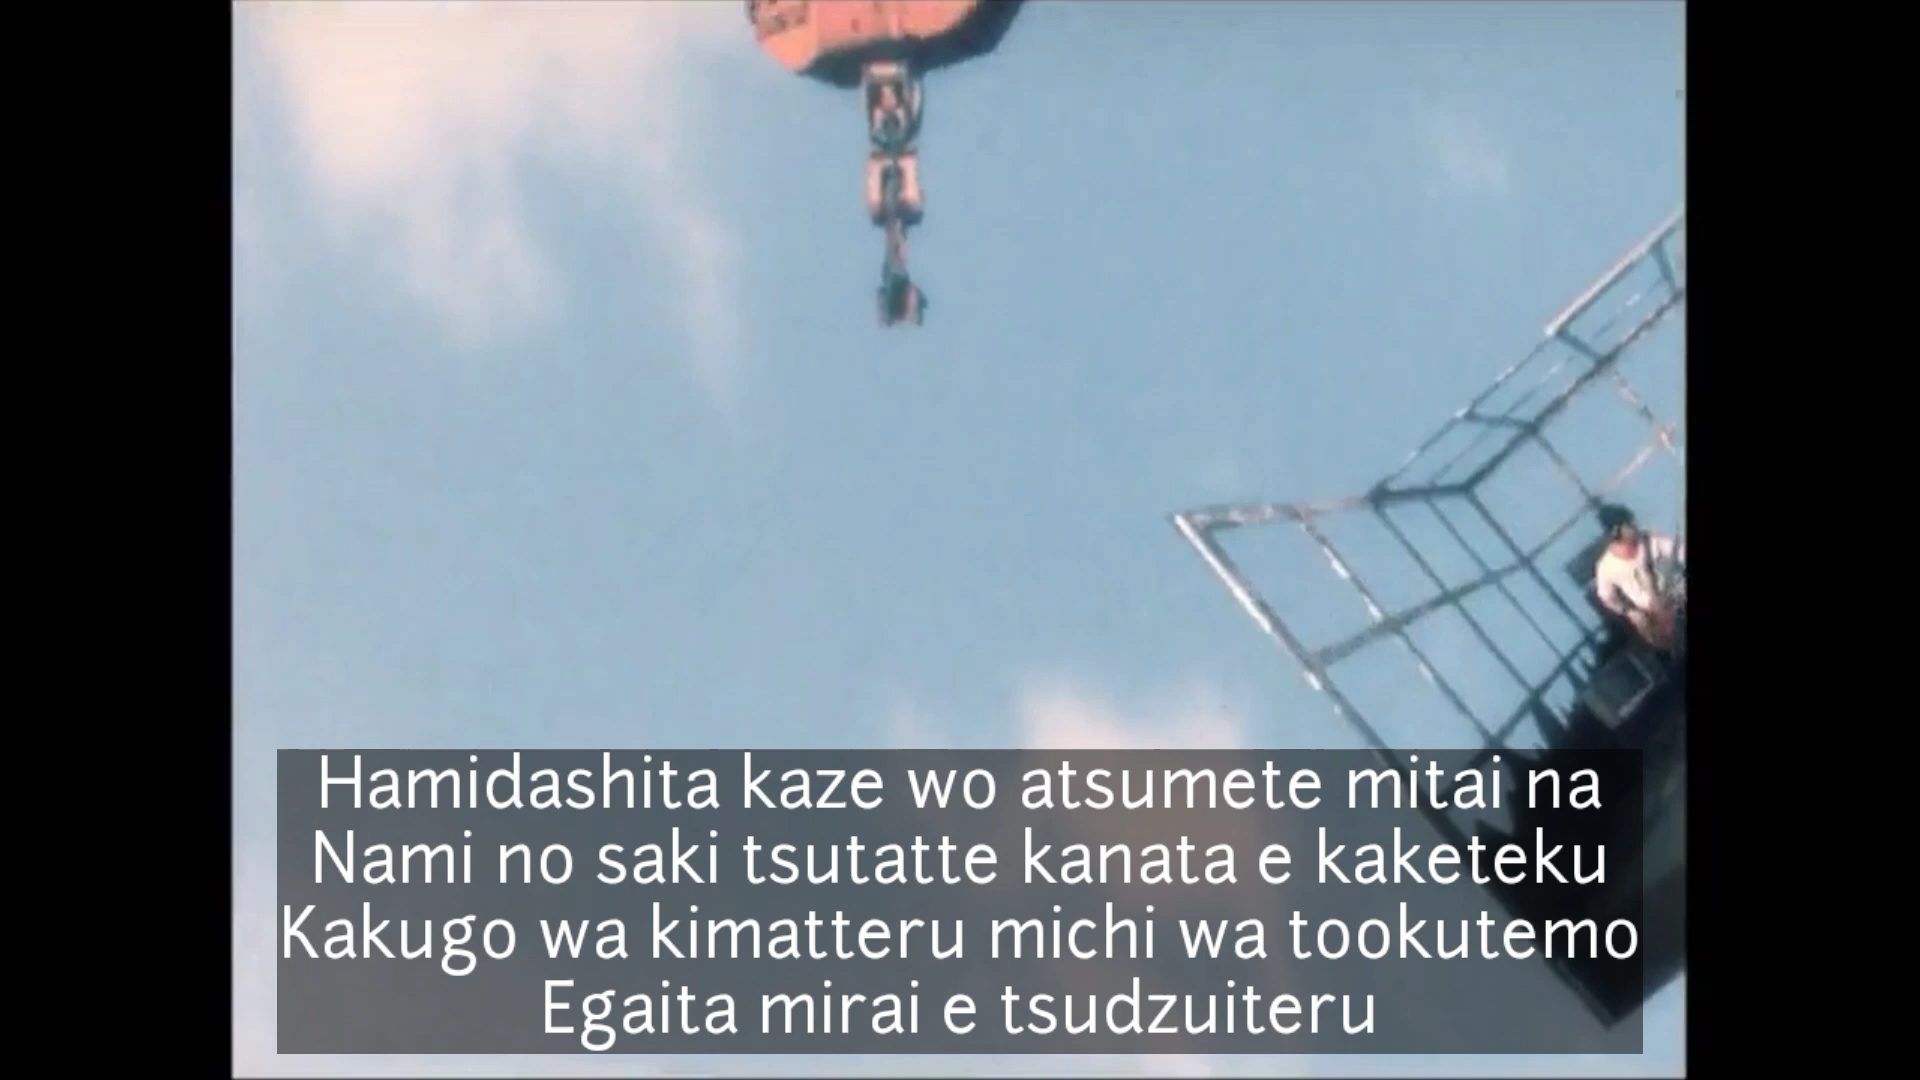 Hamidashita kaze wo atsumete mitai na
Nami no saki tsutatte kanata e kaketeku
Kakugo wa kimatteru michi wa tookutemo
Egaita mirai e tsudzuiteru